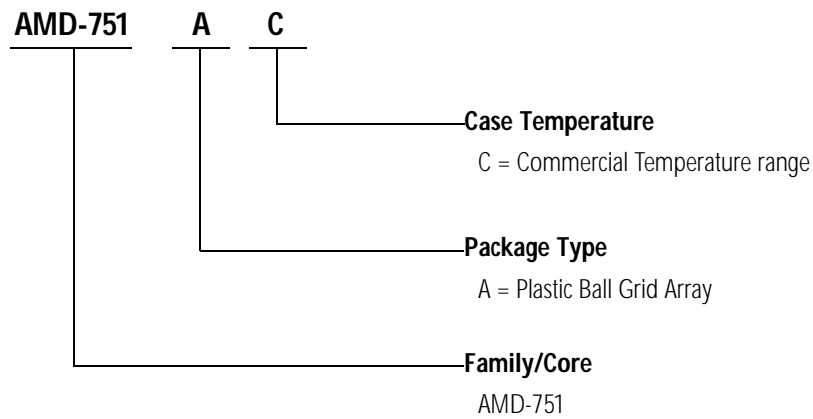 AMD-751 A C
Case Temperature
C = Commercial Temperature range
Package Type
A = Plastic Ball Grid Array
Family/Core
AMD-751